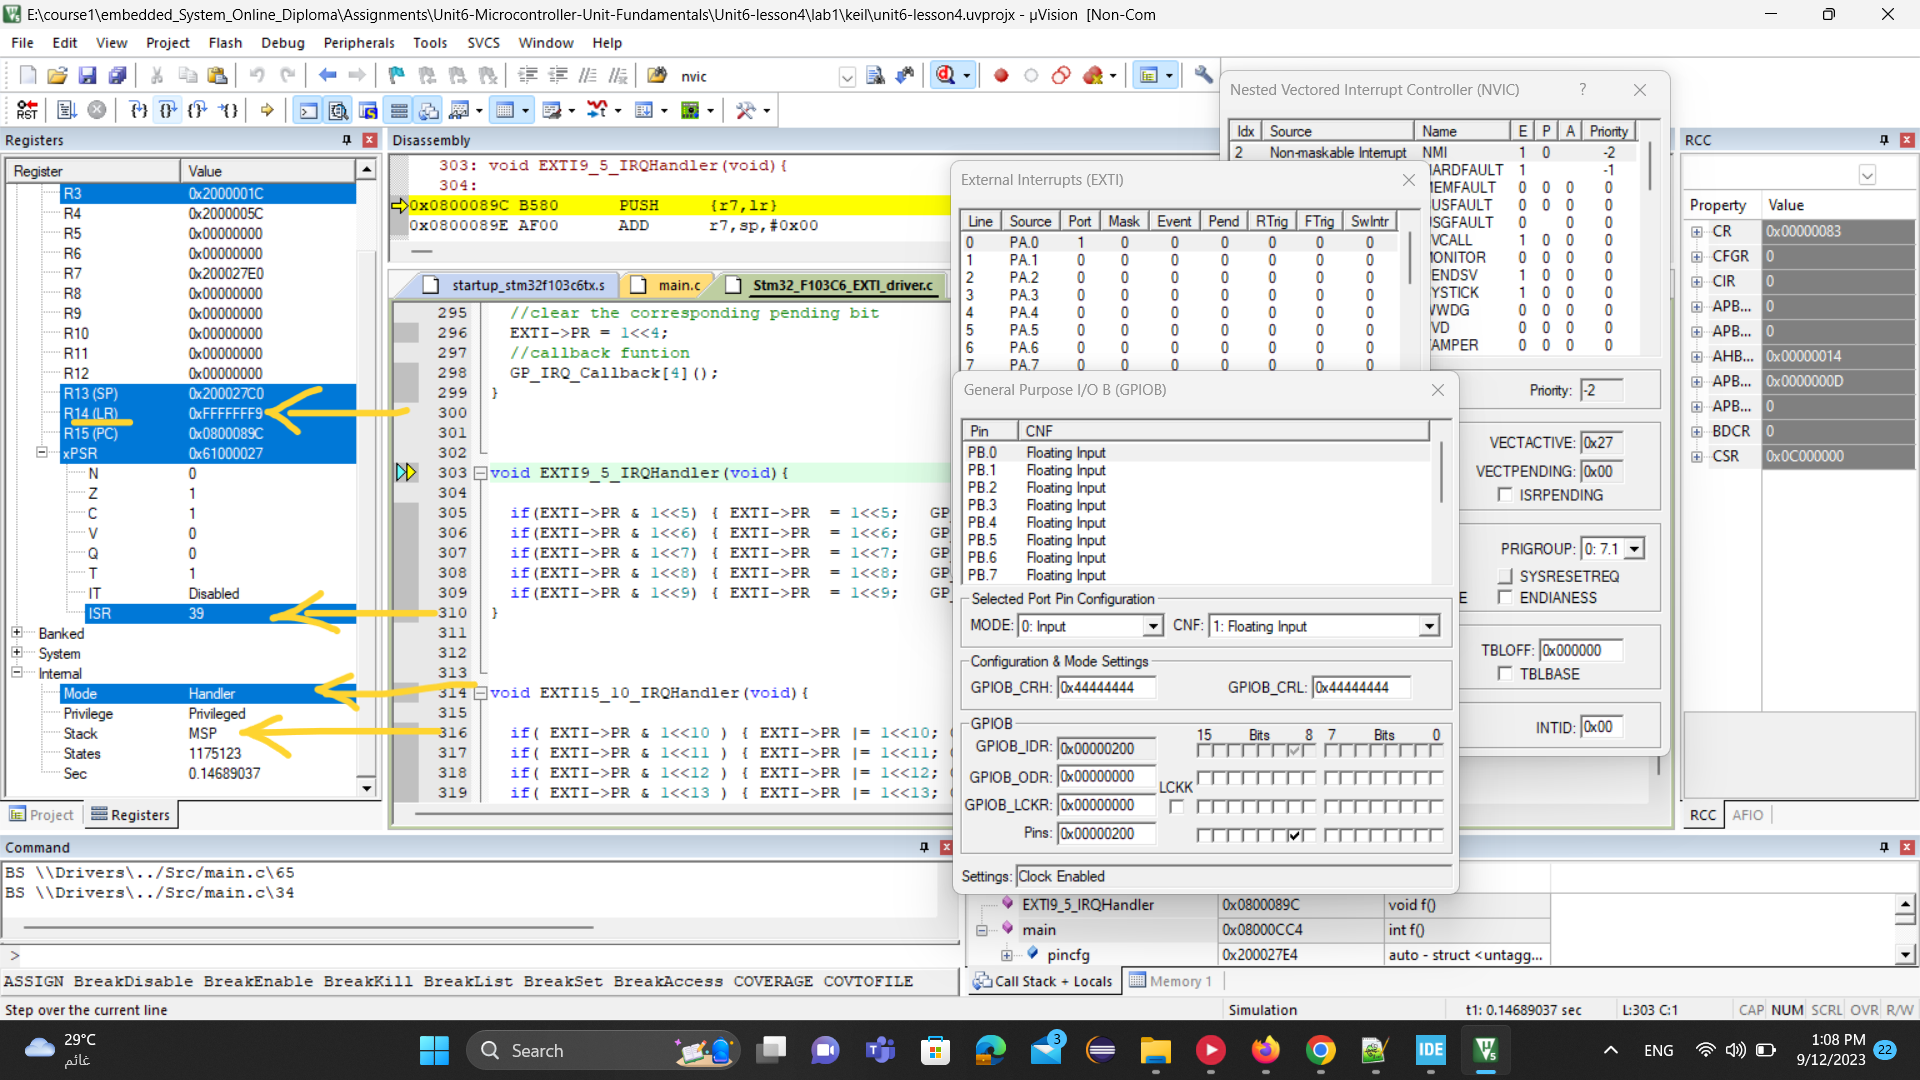 E:\course1\embedded_System_Online_Diploma\Assignments\Unit6-Microcontroller-Unit-Fundamentals\Unit6-lesson4\lab1\keil\unit6-lesson4.uvprojx - µVision [Non-Com
File Edit View Project Flash Debug Peripherals Tools SVCS Window Help
nvic
RST
Registers
Register Value
R3 0x2000001C
R4 0x2000005C
R5 0x00000000
R6 0x00000000
R7 0x200027E0
R8 0x00000000
R9 0x00000000
R10 0x00000000
R11 0x00000000
R12 0x00000000
R13 (SP) 0x200027C0
R14 (LR) 0xFFFFFFF9
R15 (PC) 0x0800089C
xPSR 0x61000027
N 0
Z 1
C 1
V 0
Q 0
T 1
IT Disabled
ISR 39
Banked
System
Internal
Mode Handler
Privilege Privileged
Stack MSP
States 1175123
Sec 0.14689037
Project Registers
Disassembly
303: void EXTI9_5_IRQHandler(void){
304:
0x0800089C B580 PUSH {r7,lr}
0x0800089E AF00 ADD r7,sp,#0x00
startup_stm32f103c6tx.s main.c Stm32_F103C6_EXTI_driver.c
295 //clear the corresponding pending bit
296 EXTI->PR = 1<<4;
297 //callback funtion
298 GP_IRQ_Callback[4]();
299 }
300
301
302
303 void EXTI9_5_IRQHandler(void){
304
305 if(EXTI->PR & 1<<5) { EXTI->PR = 1<<5; GP
306 if(EXTI->PR & 1<<6) { EXTI->PR = 1<<6; GP
307 if(EXTI->PR & 1<<7) { EXTI->PR = 1<<7; GP
308 if(EXTI->PR & 1<<8) { EXTI->PR = 1<<8; GP
309 if(EXTI->PR & 1<<9) { EXTI->PR = 1<<9; GP
310 }
311
312
313
314 void EXTI15_10_IRQHandler(void){
315
316 if( EXTI->PR & 1<<10 ) { EXTI->PR |= 1<<10;
317 if( EXTI->PR & 1<<11 ) { EXTI->PR |= 1<<11;
318 if( EXTI->PR & 1<<12 ) { EXTI->PR |= 1<<12;
319 if( EXTI->PR & 1<<13 ) { EXTI->PR |= 1<<13;
Nested Vectored Interrupt Controller (NVIC) ?
Idx Source Name E P A Priority
2 Non-maskable Interrupt NMI 1 0 -2
ARDFAULT 1 -1
EMFAULT 0 0 0 0
USFAULT 0 0 0 0
SGFAULT 0 0 0 0
VCALL 1 0 0 0
ONITOR 0 0 0 0
ENDSV 1 0 0 0
YSTICK 1 0 0 0
WDG 0 0 0 0
VD 0 0 0 0
AMPER 0 0 0 0
Priority: -2
VECTACTIVE: 0x27
VECTPENDING: 0x00
ISRPENDING
PRIGROUP: 0: 7.1
SYSRESETREQ
E ENDIANESS
TBLOFF: 0x000000
TBLBASE
INTID: 0x00
External Interrupts (EXTI)
Line Source Port Mask Event Pend RTrig FTrig SwIntr
0 PA.0 1 0 0 0 0 0 0
1 PA.1 0 0 0 0 0 0 0
2 PA.2 0 0 0 0 0 0 0
3 PA.3 0 0 0 0 0 0 0
4 PA.4 0 0 0 0 0 0 0
5 PA.5 0 0 0 0 0 0 0
6 PA.6 0 0 0 0 0 0 0
7 PA.7 0 0 0 0 0 0 0
General Purpose I/O B (GPIOB)
Pin CNF
PB.0 Floating Input
PB.1 Floating Input
PB.2 Floating Input
PB.3 Floating Input
PB.4 Floating Input
PB.5 Floating Input
PB.6 Floating Input
PB.7 Floating Input
Selected Port Pin Configuration
MODE: 0: Input CNF: 1: Floating Input
Configuration & Mode Settings
GPIOB_CRH: 0x44444444 GPIOB_CRL: 0x44444444
GPIOB
15 Bits 8 7 Bits 0
GPIOB_IDR: 0x00000200
GPIOB_ODR: 0x00000000
LCKK
GPIOB_LCKR: 0x00000000
Pins: 0x00000200
Settings: Clock Enabled
RCC
Property Value
CR 0x00000083
CFGR 0
CIR 0
APB... 0
APB... 0
AHB... 0x00000014
APB... 0x0000000D
APB... 0
BDCR 0
CSR 0x0C000000
RCC AFIO
Command
BS \\Drivers\../Src/main.c\65
BS \\Drivers\../Src/main.c\34
>
ASSIGN BreakDisable BreakEnable BreakKill BreakList BreakSet BreakAccess COVERAGE COVTOFILE
EXTI9_5_IRQHandler 0x0800089C void f()
main 0x08000CC4 int f()
pincfg 0x200027E4 auto - struct <untagg...
Call Stack + Locals Memory 1
Step over the current line Simulation t1: 0.14689037 sec L:303 C:1 CAP NUM SCRL OVR R/W
29°C
غائم
Search
3
IDE
ENG
1:08 PM
9/12/2023
22